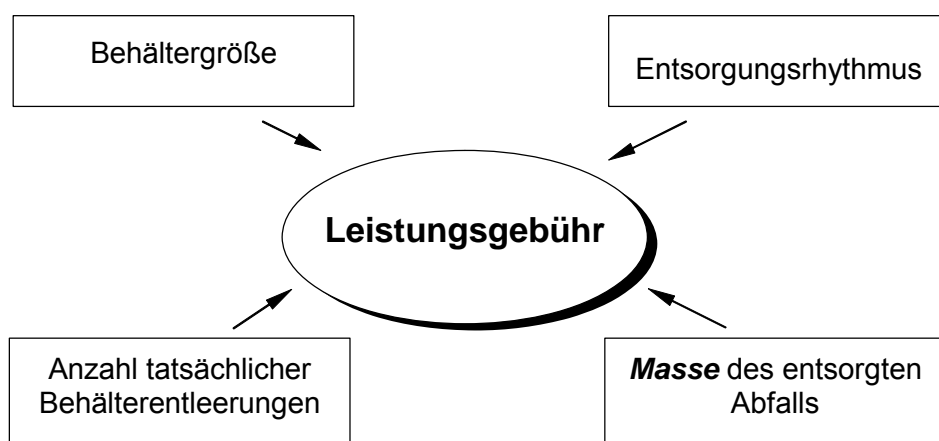 Behältergröße
Entsorgungsrhythmus
Leistungsgebühr
Anzahl tatsächlicher
Behälterentleerungen
Masse des entsorgten
Abfalls